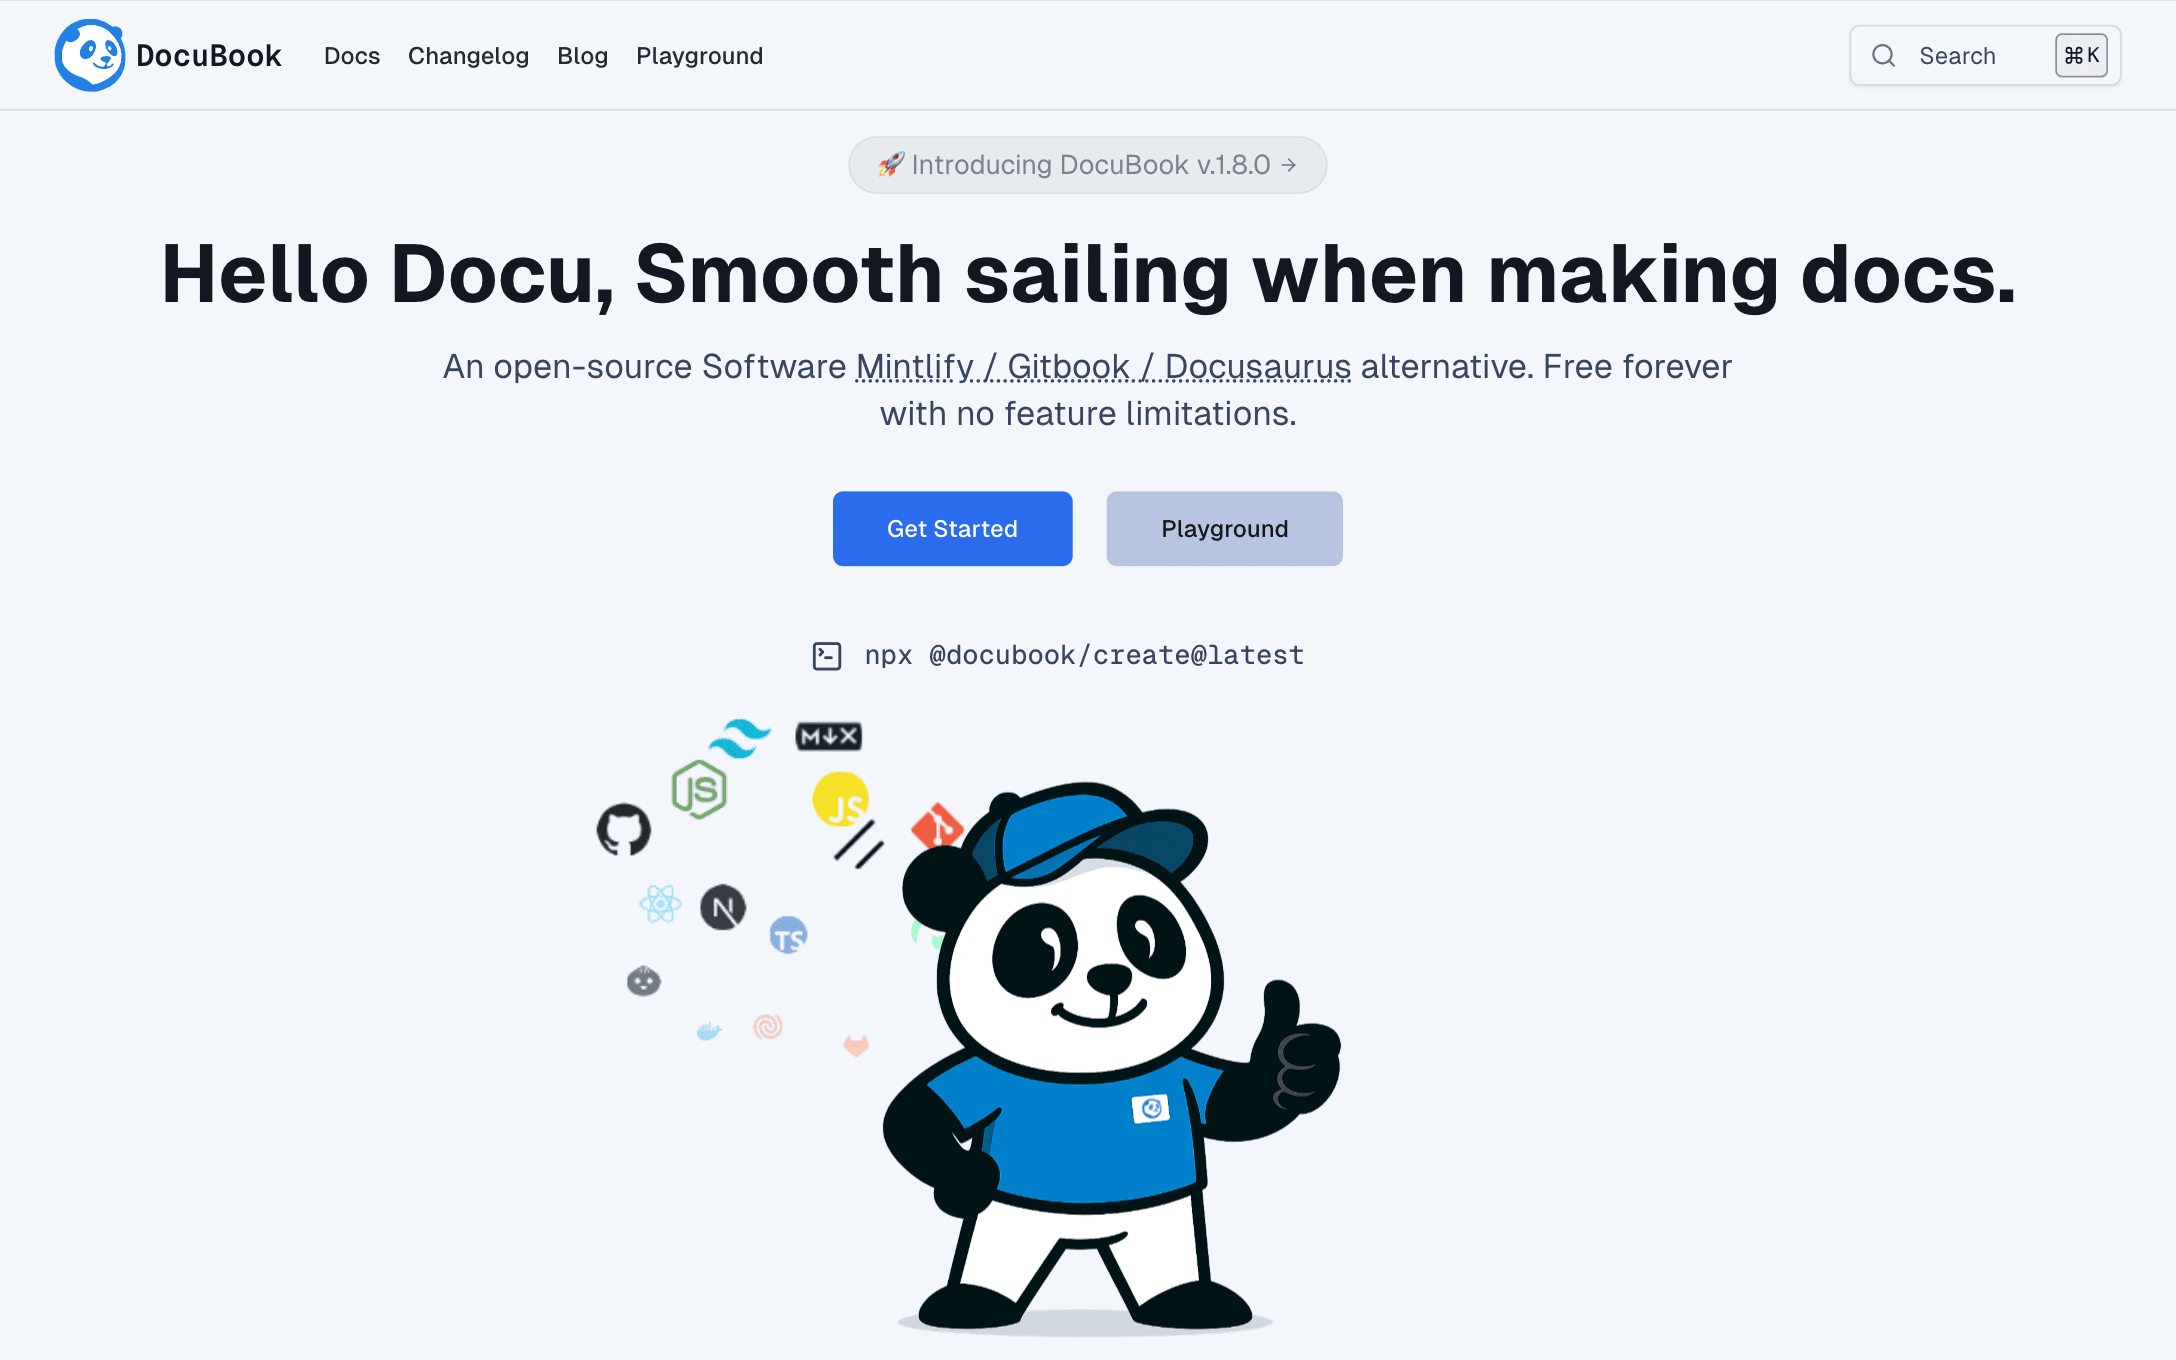 DocuBook
Docs
Changelog
Blog
Playground
Search
⌘K
🚀 Introducing DocuBook v.1.8.0 →
Hello Docu, Smooth sailing when making docs.
An open-source Software Mintlify / Gitbook / Docusaurus alternative. Free forever
with no feature limitations.
Get Started
Playground
npx @docubook/create@latest
M↓X
JS
JS
N
TS